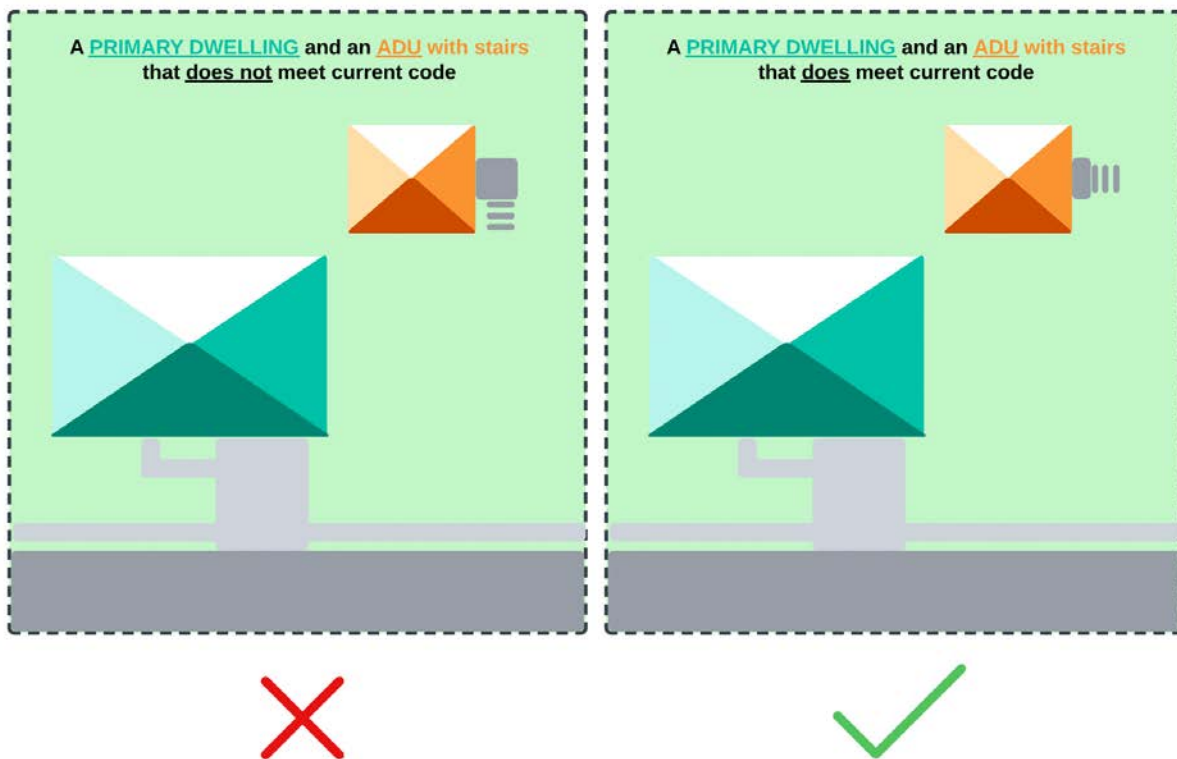 A PRIMARY DWELLING and an ADU with stairs
that does not meet current code
A PRIMARY DWELLING and an ADU with stairs
that does meet current code